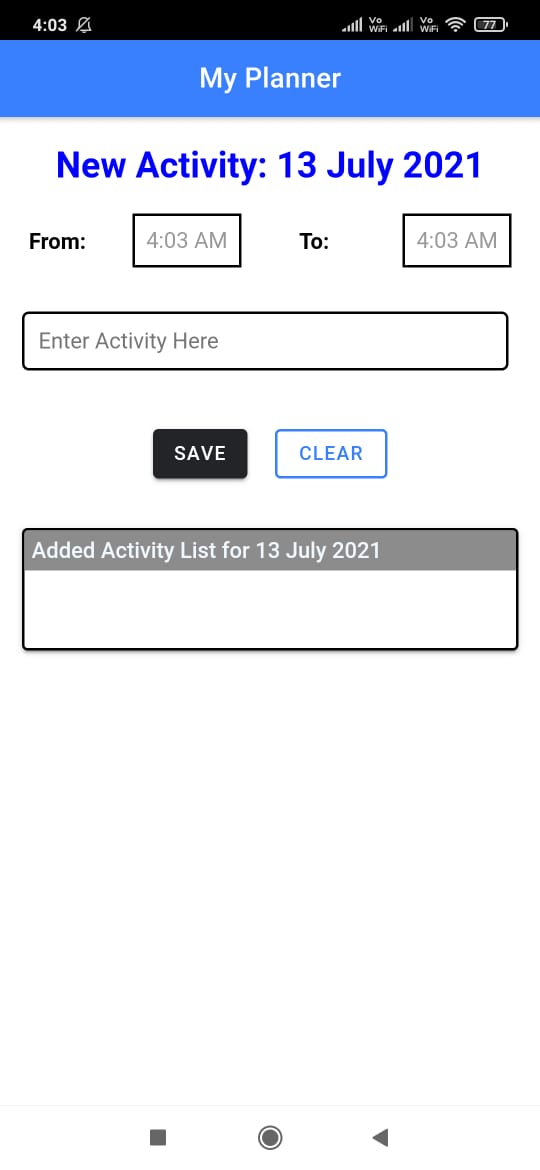 4:03 Vo WiFi Vo WiFi 77
My Planner
New Activity: 13 July 2021
From: 4:03 AM To: 4:03 AM
Enter Activity Here
SAVE CLEAR
Added Activity List for 13 July 2021